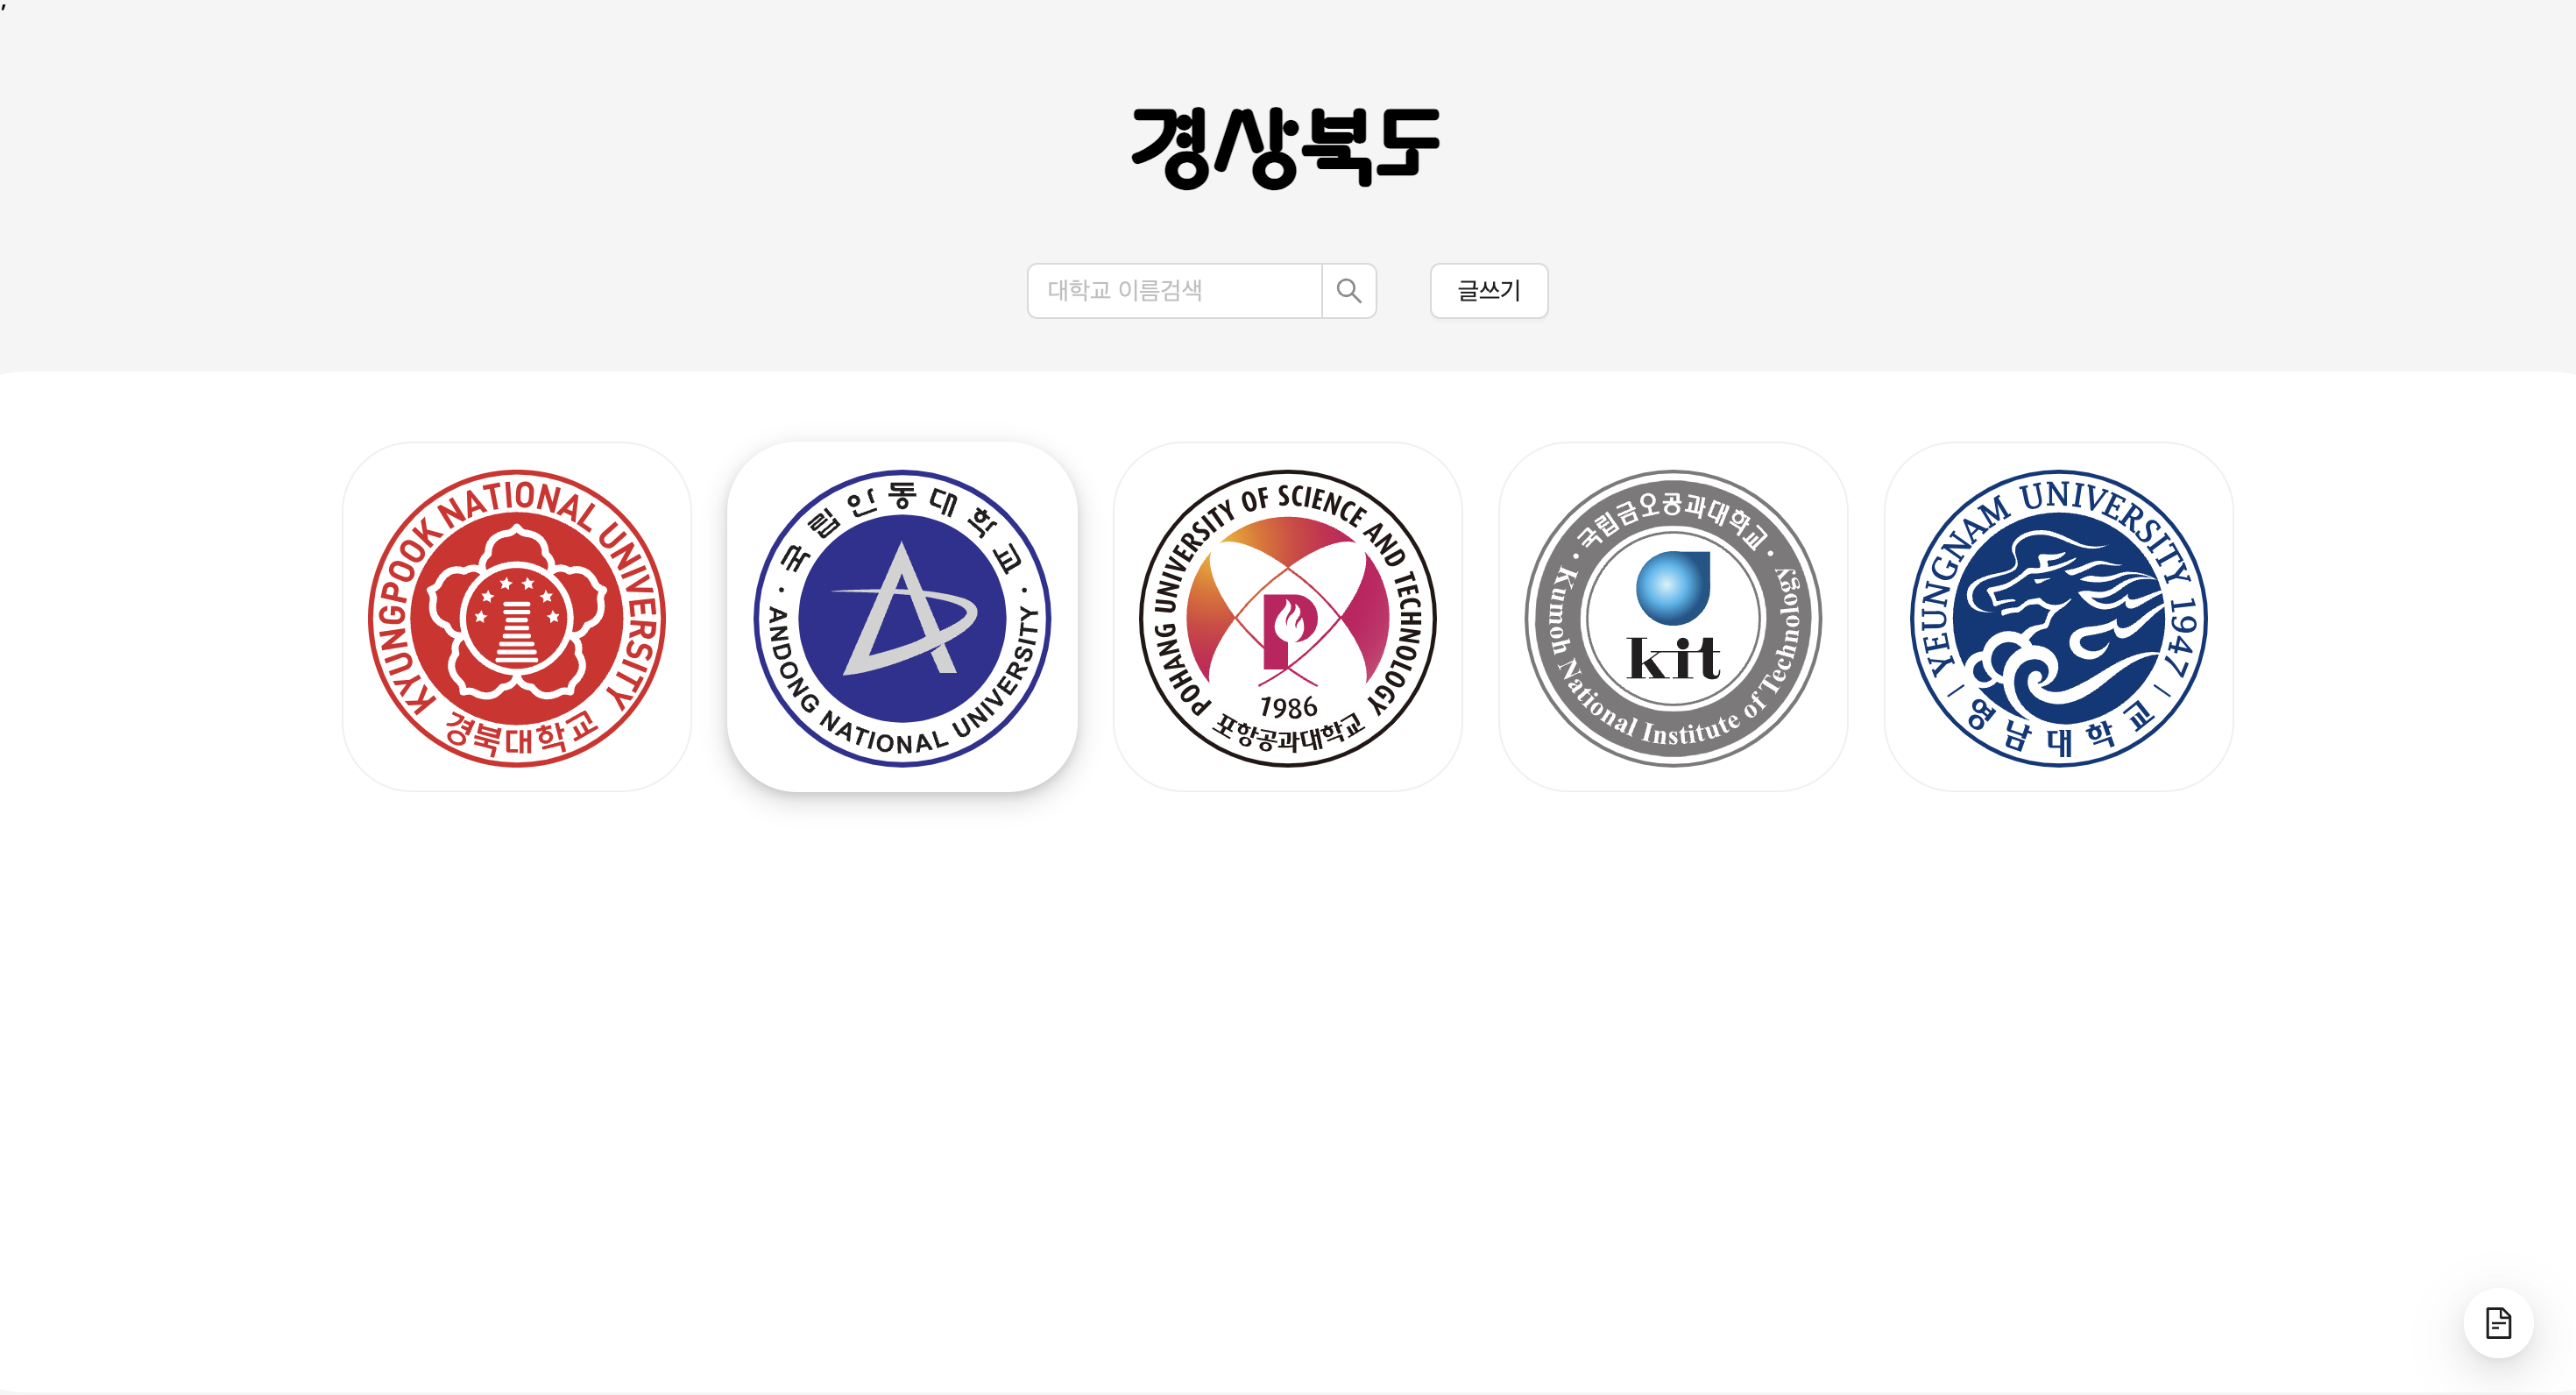 ,
경상북도
대학교 이름검색
글쓰기
KYUNGPOOK NATIONAL UNIVERSITY
경북대학교
· 국립안동대학교 ·
ANDONG NATIONAL UNIVERSITY
POHANG UNIVERSITY OF SCIENCE AND TECHNOLOGY
P
1986
포항공과대학교
· 국립금오공과대학교 ·
kit
Kumoh National Institute of Technology
YEUNGNAM UNIVERSITY 1947
영남대학교